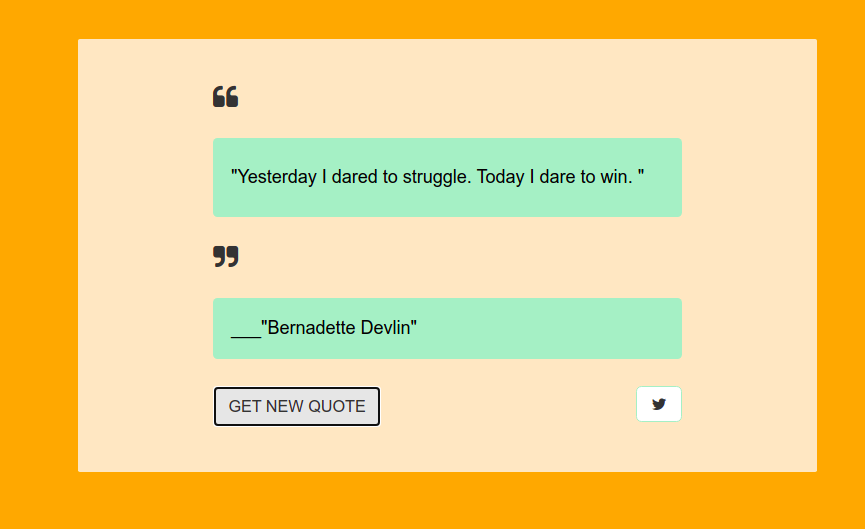 ❝
"Yesterday I dared to struggle. Today I dare to win. "
❞
___"Bernadette Devlin"
GET NEW QUOTE